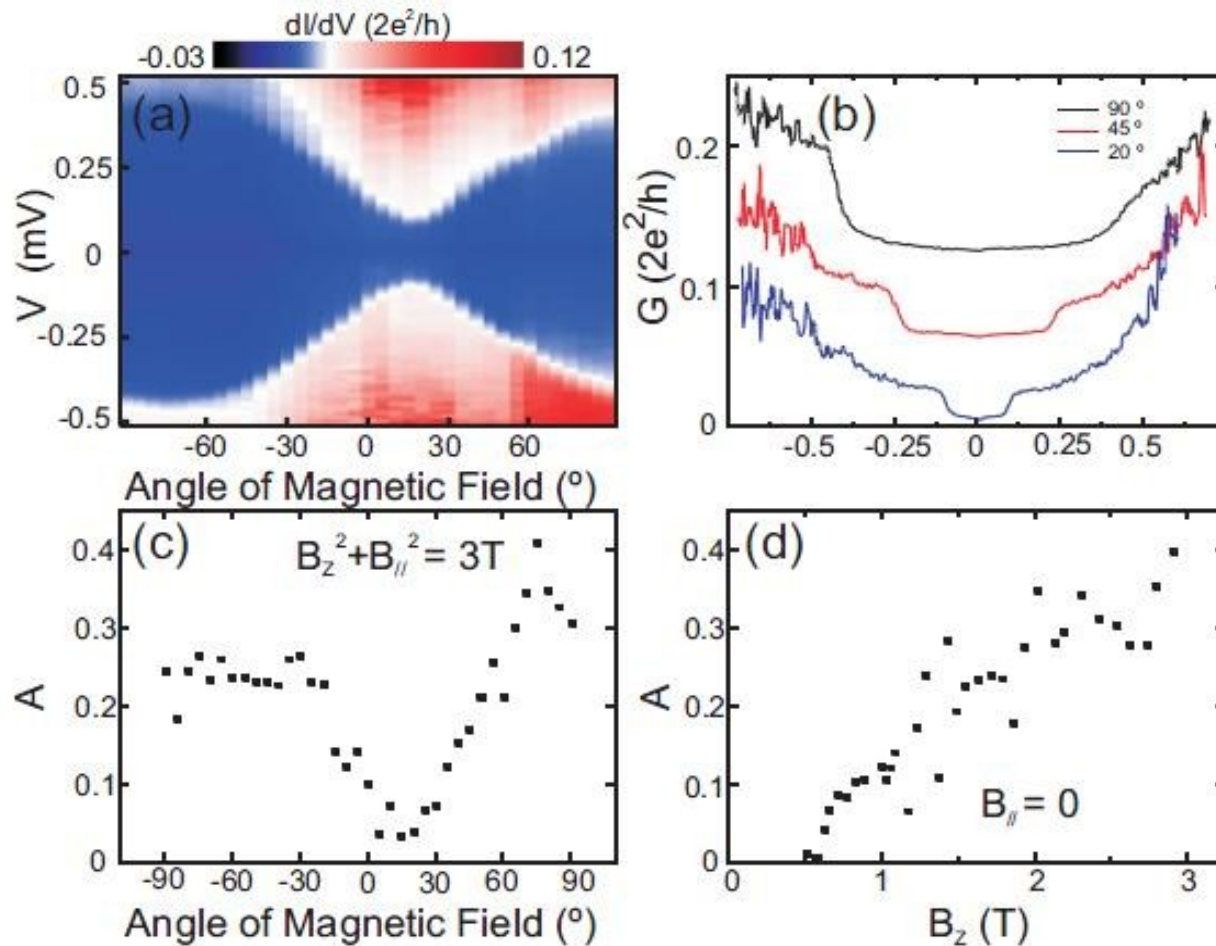 dI/dV (2e²/h)
-0.03
0.12
(a)
0.5
0.25
0
-0.25
-0.5
V (mV)
-60
-30
0
30
60
Angle of Magnetic Field (º)
(b)
90 º
45 º
20 º
0.2
0.1
0
G (2e²/h)
-0.5
-0.25
0
0.25
0.5
(c)
B_z²+B_//² = 3T
0.4
0.3
0.2
0.1
0
A
-90
-60
-30
0
30
60
90
Angle of Magnetic Field (º)
(d)
B_// = 0
0.4
0.3
0.2
0.1
0
A
0
1
2
3
B_z (T)